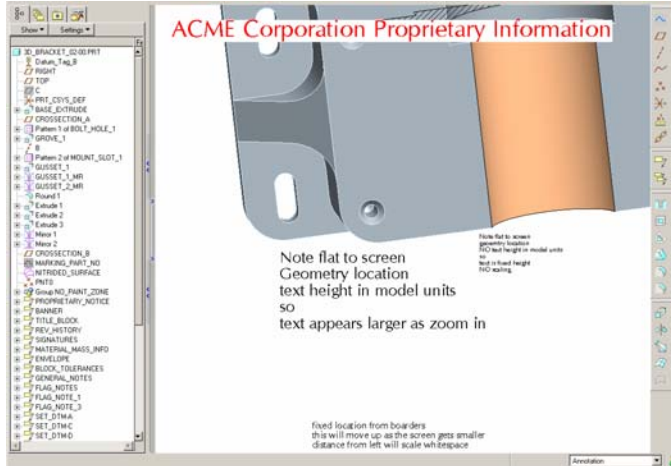 Show ▾ Settings ▾
3D_BRACKET_02-00.PRT
Datum_Tag_B
RIGHT
TOP
C
PRT_CSYS_DEF
BASE_EXTRUDE
CROSSECTION_A
Pattern 1 of BOLT_HOLE_1
GROVE_1
B
Pattern 2 of MOUNT_SLOT_1
GUSSET_1
GUSSET_1_MR
GUSSET_2_MR
Round 1
Extrude 1
Extrude 2
Extrude 3
Mirror 1
Mirror 2
CROSSECTION_B
MARKING_PART_NO
NITRIDED_SURFACE
PNT0
Group NO_PAINT_ZONE
PROPRIETARY_NOTICE
BANNER
TITLE_BLOCK
REV_HISTORY
SIGNATURES
MATERIAL_MASS_INFO
ENVELOPE
BLOCK_TOLERANCES
GENERAL_NOTES
FLAG_NOTES
FLAG_NOTE_1
FLAG_NOTE_3
SET_DTM-A
SET_DTM-C
SET_DTM-D
ACME Corporation Proprietary Information
Note flat to screen
Geometry location
text height in model units
so
text appears larger as zoom in
Note flat to screen
geometry location
NO text height in model units
so
text is fixed height
NO scaling
fixed location from boarders
this will move up as the screen gets smaller
distance from left will scale whitespace
Annotation